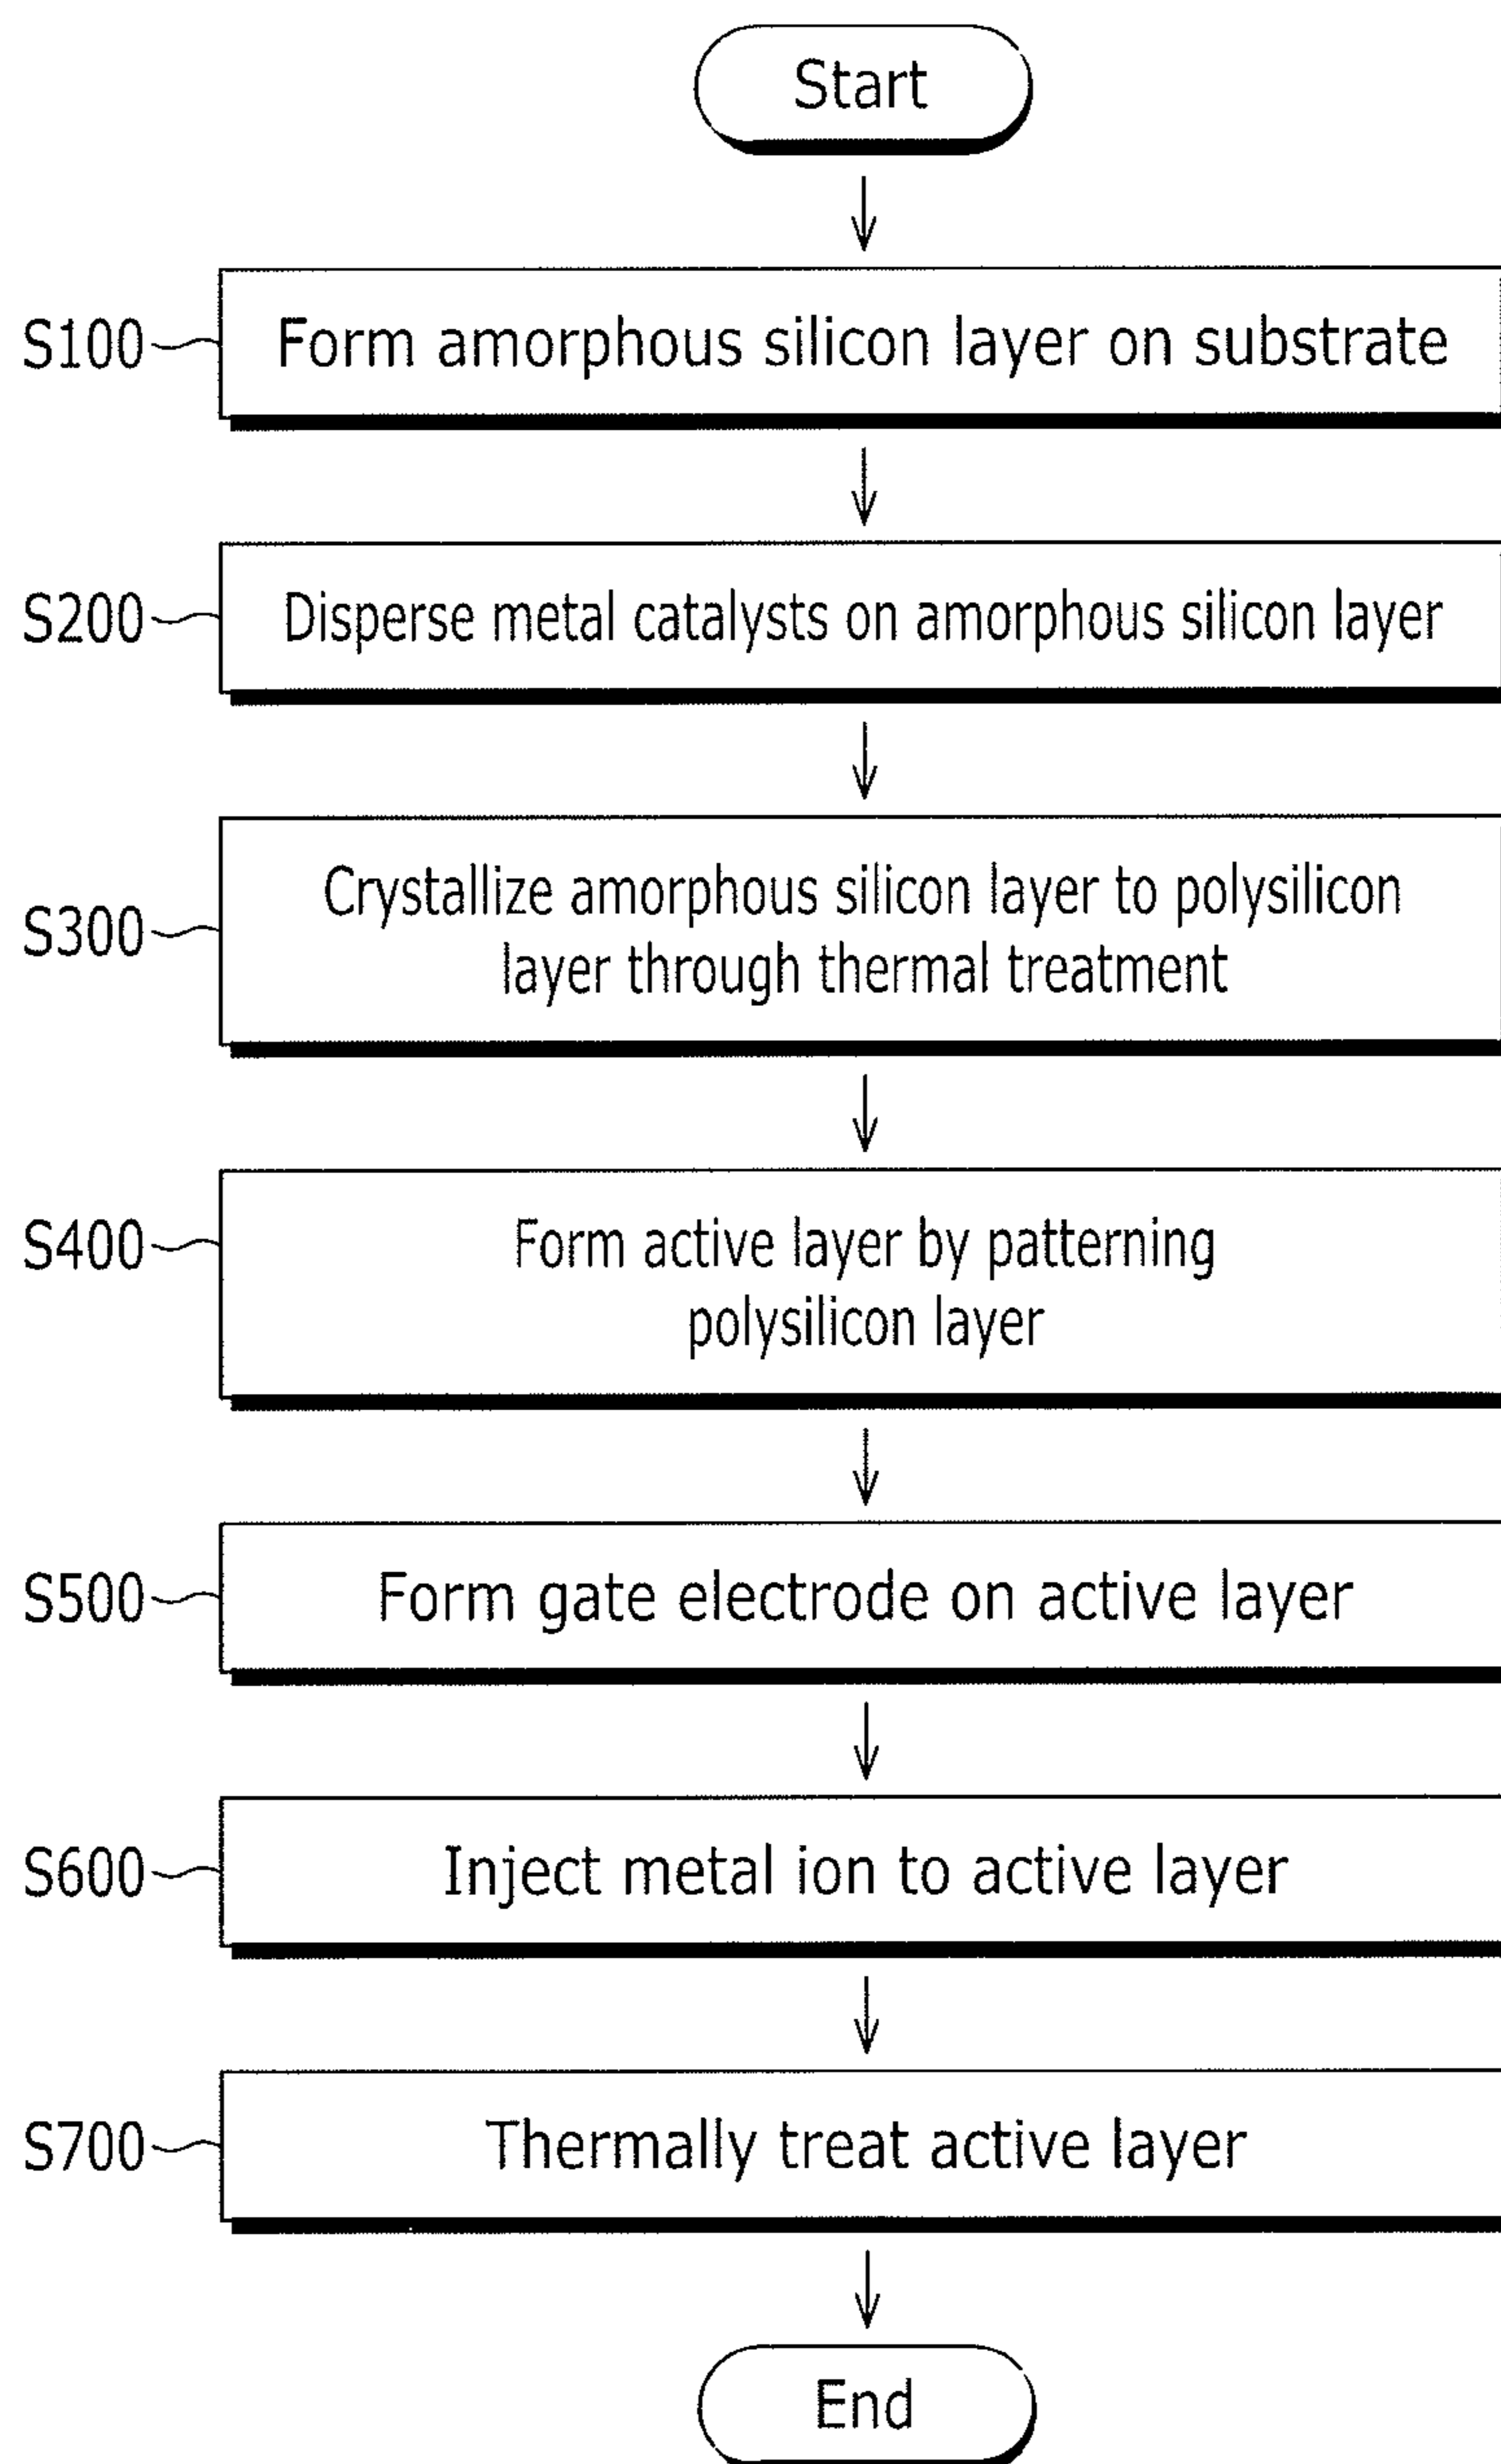 Start
S100
Form amorphous silicon layer on substrate
S200
Disperse metal catalysts on amorphous silicon layer
S300
Crystallize amorphous silicon layer to polysilicon
layer through thermal treatment
S400
Form active layer by patterning
polysilicon layer
S500
Form gate electrode on active layer
S600
Inject metal ion to active layer
S700
Thermally treat active layer
End